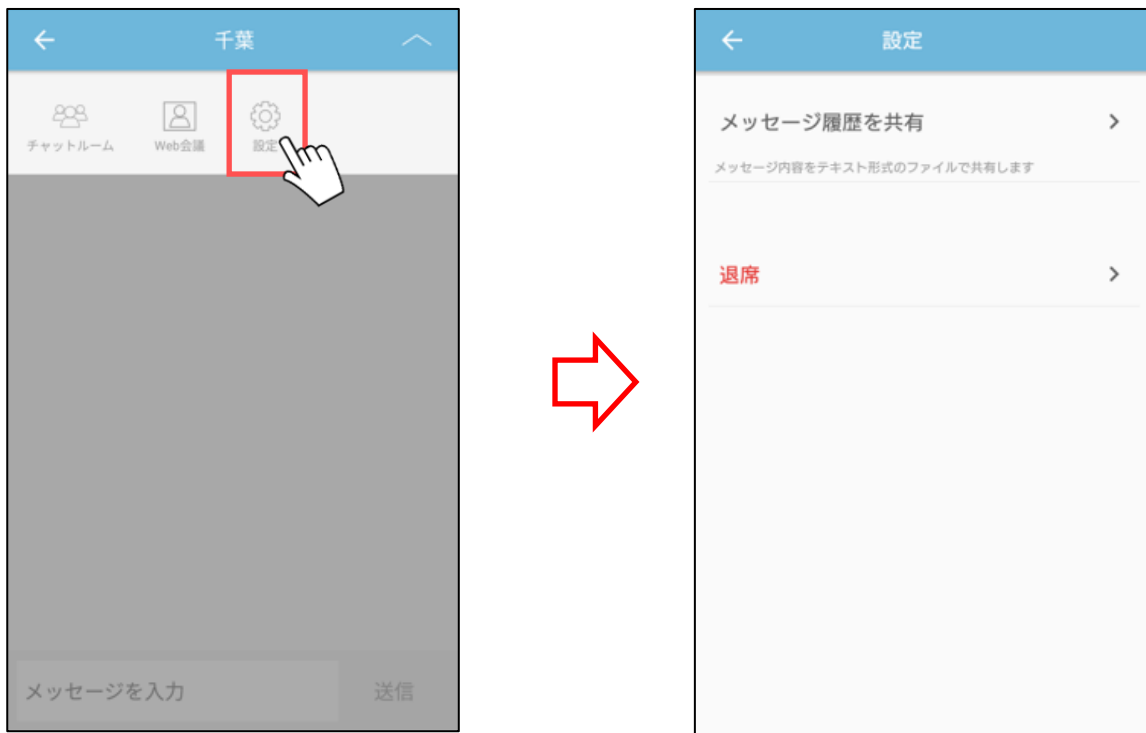 千葉
チャットルーム
Web会議
設定
メッセージを入力
送信
設定
メッセージ履歴を共有
メッセージ内容をテキスト形式のファイルで共有します
退席